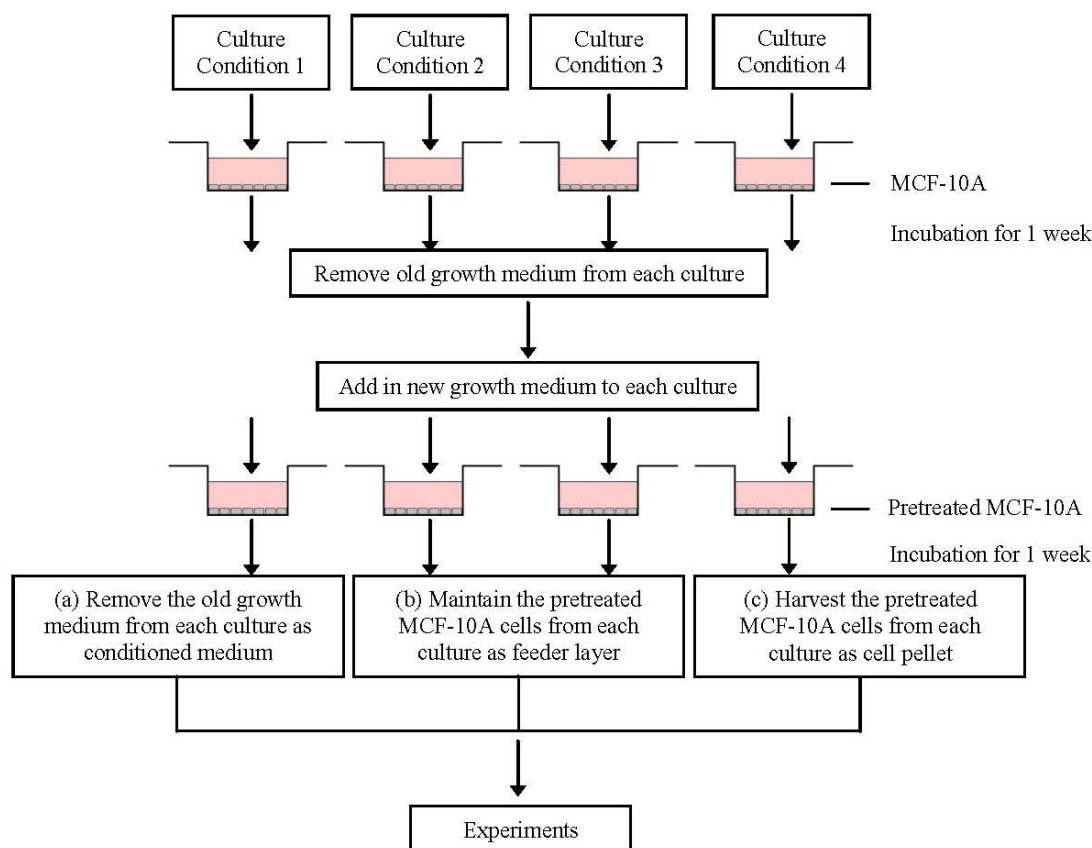 Culture
Condition 1
Culture
Condition 2
Culture
Condition 3
Culture
Condition 4
MCF-10A
Incubation for 1 week
Remove old growth medium from each culture
Add in new growth medium to each culture
Pretreated MCF-10A
Incubation for 1 week
(a) Remove the old growth
medium from each culture as
conditioned medium
(b) Maintain the pretreated
MCF-10A cells from each
culture as feeder layer
(c) Harvest the pretreated
MCF-10A cells from each
culture as cell pellet
Experiments